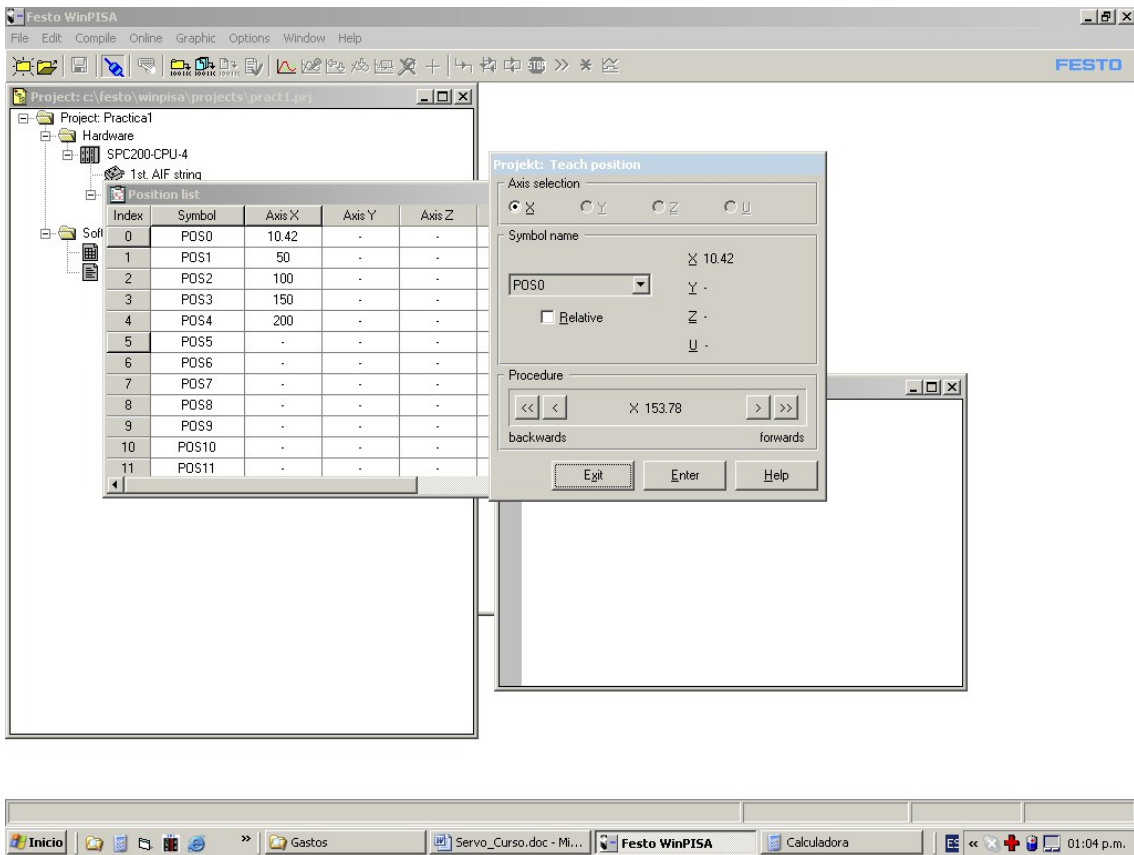 Festo WinPISA
File Edit Compile Online Graphic Options Window Help
FESTO
Project: c:\festo\winpisa\projects\pract1.prj
Project: Practica1
Hardware
SPC200-CPU-4
1st. AIF string
Position list
Index Symbol Axis X Axis Y Axis Z
0 POS0 10.42 - -
1 POS1 50 - -
2 POS2 100 - -
3 POS3 150 - -
4 POS4 200 - -
5 POS5 - - -
6 POS6 - - -
7 POS7 - - -
8 POS8 - - -
9 POS9 - - -
10 POS10 - - -
11 POS11 - - -
Sof
Projekt: Teach position
Axis selection
X Y Z U
Symbol name
X 10.42
POS0
Y -
Relative
Z -
U -
Procedure
<< < X 153.78 > >>
backwards forwards
Exit Enter Help
Inicio
Gastos
Servo_Curso.doc - Mi...
Festo WinPISA
Calculadora
ES
01:04 p.m.